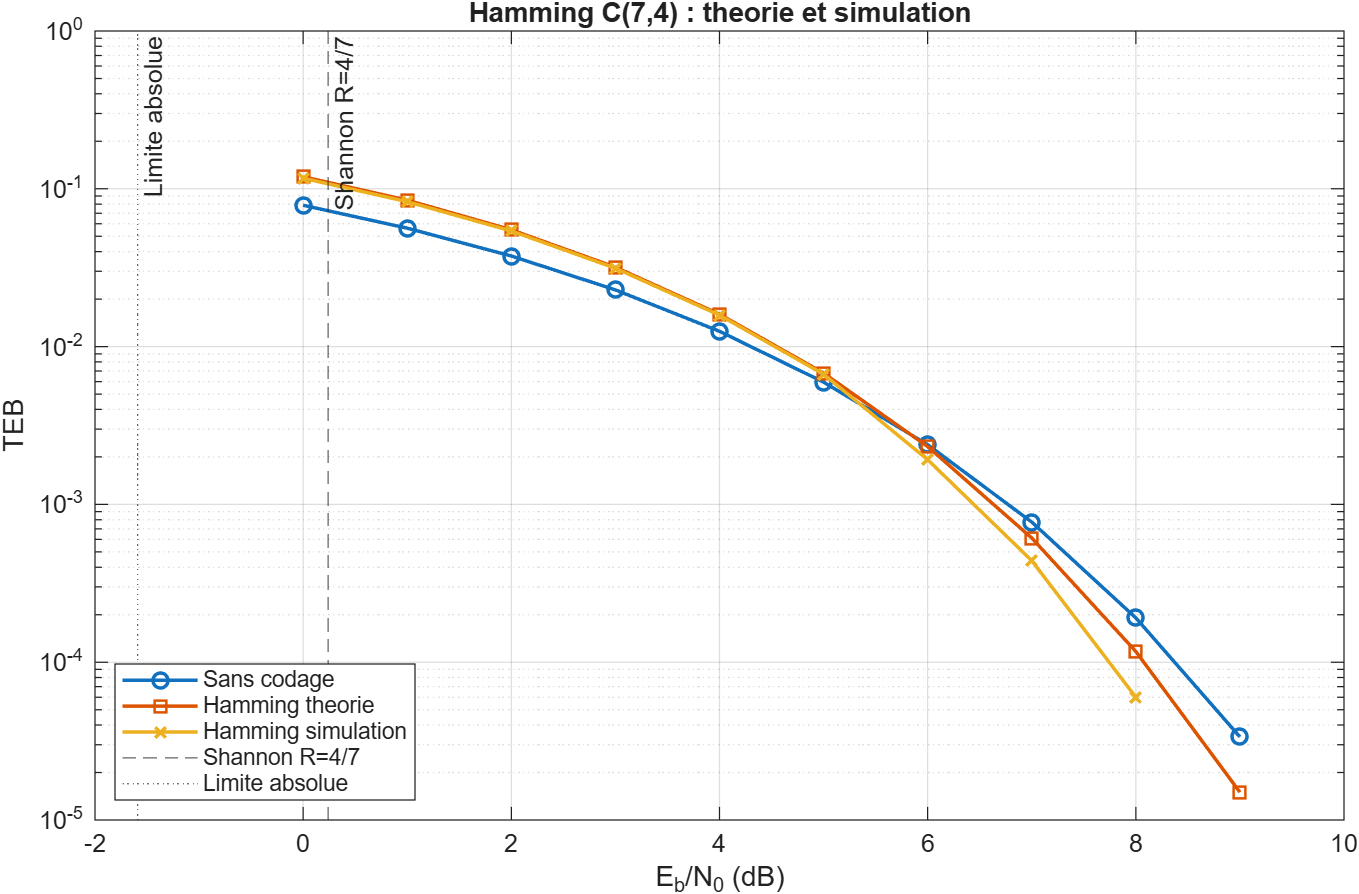 Hamming C(7,4) : theorie et simulation
10^0
Limite absolue
Shannon R=4/7
10^-1
10^-2
TEB
10^-3
10^-4
Sans codage
Hamming theorie
Hamming simulation
Shannon R=4/7
Limite absolue
10^-5
-2 0 2 4 6 8 10
E_b/N_0 (dB)